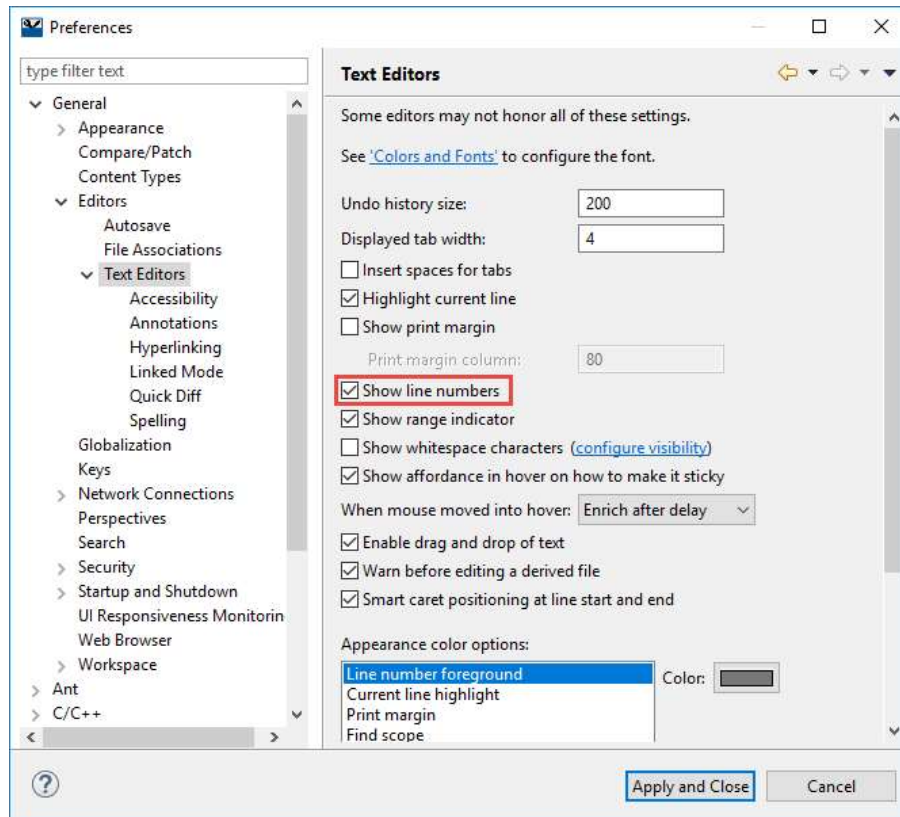 Preferences
type filter text
General
Appearance
Compare/Patch
Content Types
Editors
Autosave
File Associations
Text Editors
Accessibility
Annotations
Hyperlinking
Linked Mode
Quick Diff
Spelling
Globalization
Keys
Network Connections
Perspectives
Search
Security
Startup and Shutdown
UI Responsiveness Monitorin
Web Browser
Workspace
Ant
C/C++
Text Editors
Some editors may not honor all of these settings.
See 'Colors and Fonts' to configure the font.
Undo history size: 200
Displayed tab width: 4
Insert spaces for tabs
Highlight current line
Show print margin
Print margin column: 80
Show line numbers
Show range indicator
Show whitespace characters (configure visibility)
Show affordance in hover on how to make it sticky
When mouse moved into hover: Enrich after delay
Enable drag and drop of text
Warn before editing a derived file
Smart caret positioning at line start and end
Appearance color options:
Line number foreground
Current line highlight
Print margin
Find scope
Color:
?
Apply and Close
Cancel